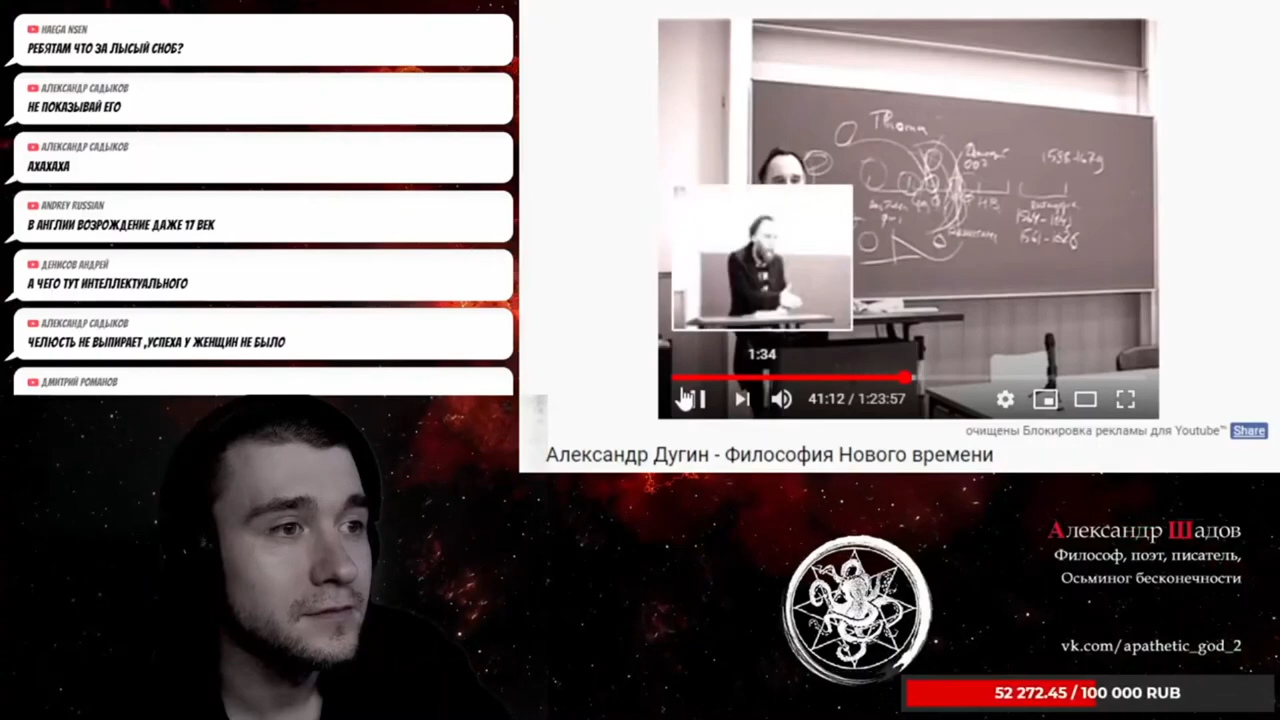 HAEGA NSEN
РЕБЯТАМ ЧТО ЗА ЛЫСЫЙ СНОБ?
АЛЕКСАНДР САДЫКОВ
НЕ ПОКАЗЫВАЙ ЕГО
АЛЕКСАНДР САДЫКОВ
АХАХАХА
ANDREY RUSSIAN
В АНГЛИИ ВОЗРОЖДЕНИЕ ДАЖЕ 17 ВЕК
ДЕНИСОВ АНДРЕЙ
А ЧЕГО ТУТ ИНТЕЛЛЕКТУАЛЬНОГО
АЛЕКСАНДР САДЫКОВ
ЧЕЛЮСТЬ НЕ ВЫПИРАЕТ ,УСПЕХА У ЖЕНЩИН НЕ БЫЛО
ДМИТРИЙ РОМАНОВ
1:34
41:12 / 1:23:57
очищены Блокировка рекламы для Youtube™ Share
Александр Дугин - Философия Нового времени
Александр Шадов
Философ, поэт, писатель,
Осьминог бесконечности
vk.com/apathetic_god_2
52 272.45 / 100 000 RUB